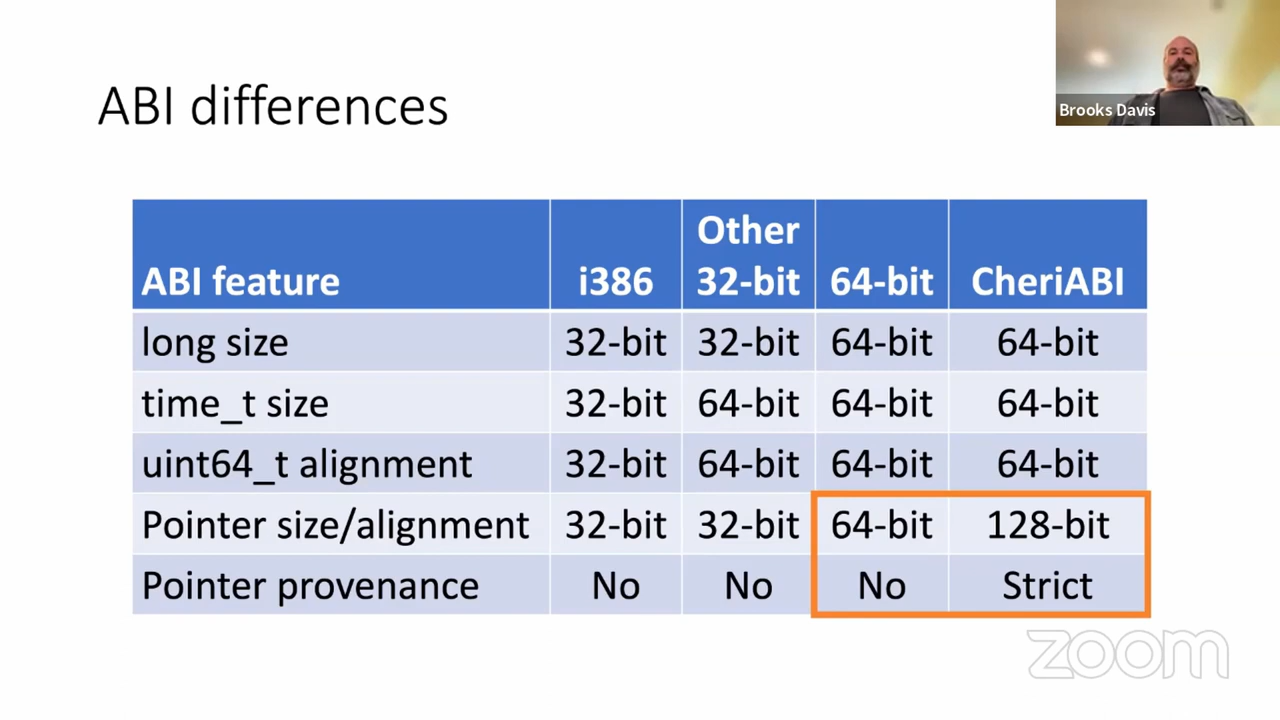 Brooks Davis
ABI differences
ABI feature i386 Other 32-bit 64-bit CheriABI
long size 32-bit 32-bit 64-bit 64-bit
time_t size 32-bit 64-bit 64-bit 64-bit
uint64_t alignment 32-bit 64-bit 64-bit 64-bit
Pointer size/alignment 32-bit 32-bit 64-bit 128-bit
Pointer provenance No No No Strict
zoom